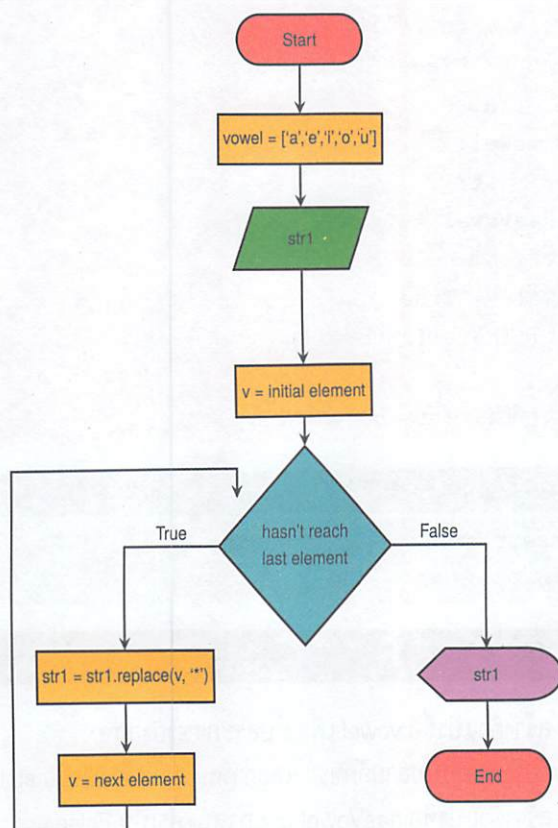 Start
vowel = ['a','e','i','o','u']
str1
v = initial element
hasn't reach
last element
True
False
str1 = str1.replace(v, '*')
str1
v = next element
End